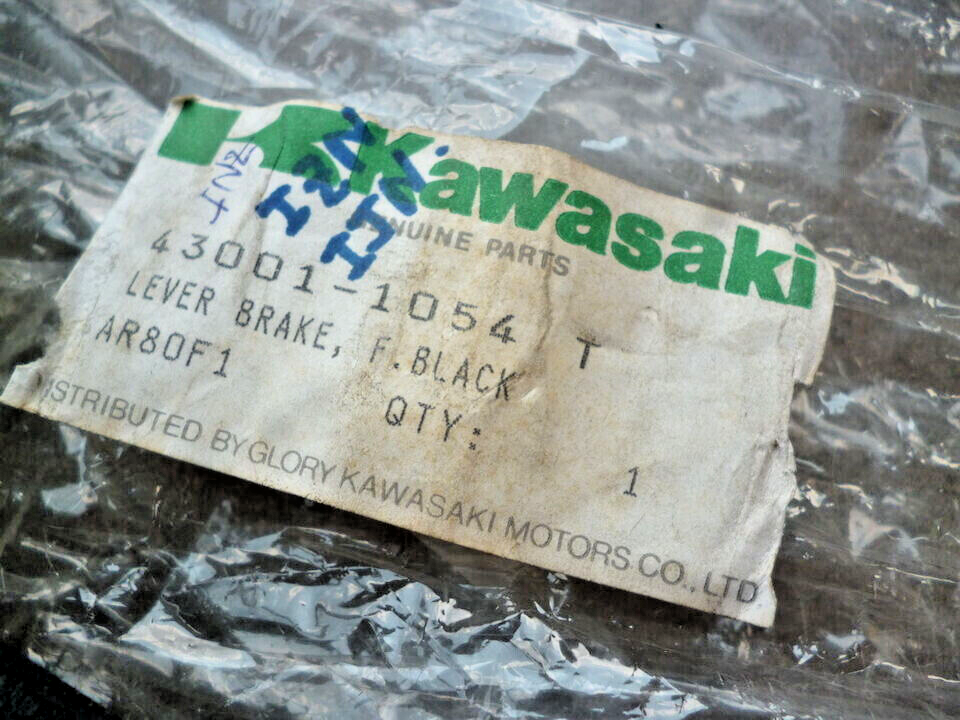 Kawasaki
GENUINE PARTS
43001-1054 T
LEVER BRAKE, F.BLACK
AR80F1
QTY: 1
DISTRIBUTED BY GLORY KAWASAKI MOTORS CO., LTD